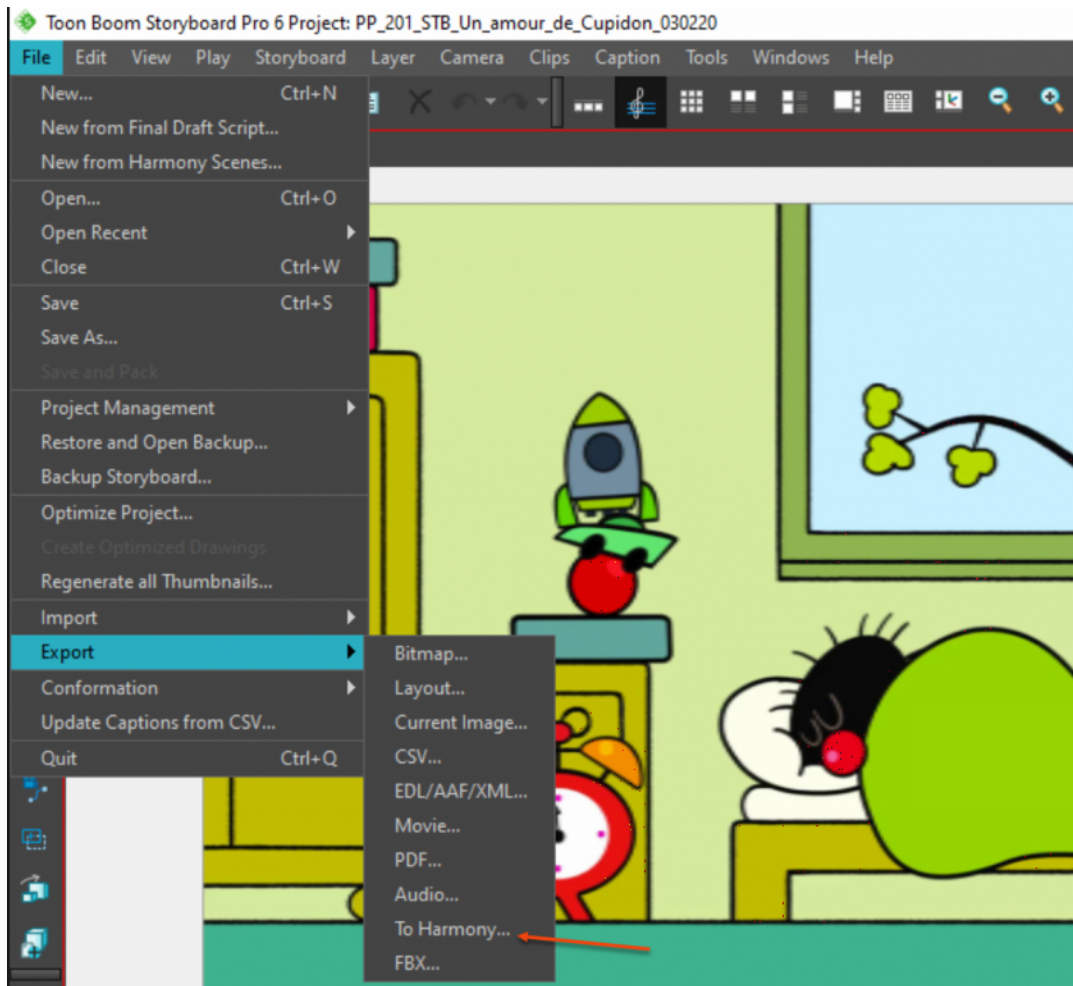 Toon Boom Storyboard Pro 6 Project: PP_201_STB_Un_amour_de_Cupidon_030220
File Edit View Play Storyboard Layer Camera Clips Caption Tools Windows Help
New... Ctrl+N
New from Final Draft Script...
New from Harmony Scenes...
Open... Ctrl+O
Open Recent
Close Ctrl+W
Save Ctrl+S
Save As...
Save and Pack
Project Management
Restore and Open Backup...
Backup Storyboard...
Optimize Project...
Create Optimized Drawings
Regenerate all Thumbnails...
Import
Export
Conformation
Update Captions from CSV...
Quit Ctrl+Q
Bitmap...
Layout...
Current Image...
CSV...
EDL/AAF/XML...
Movie...
PDF...
Audio...
To Harmony...
FBX...